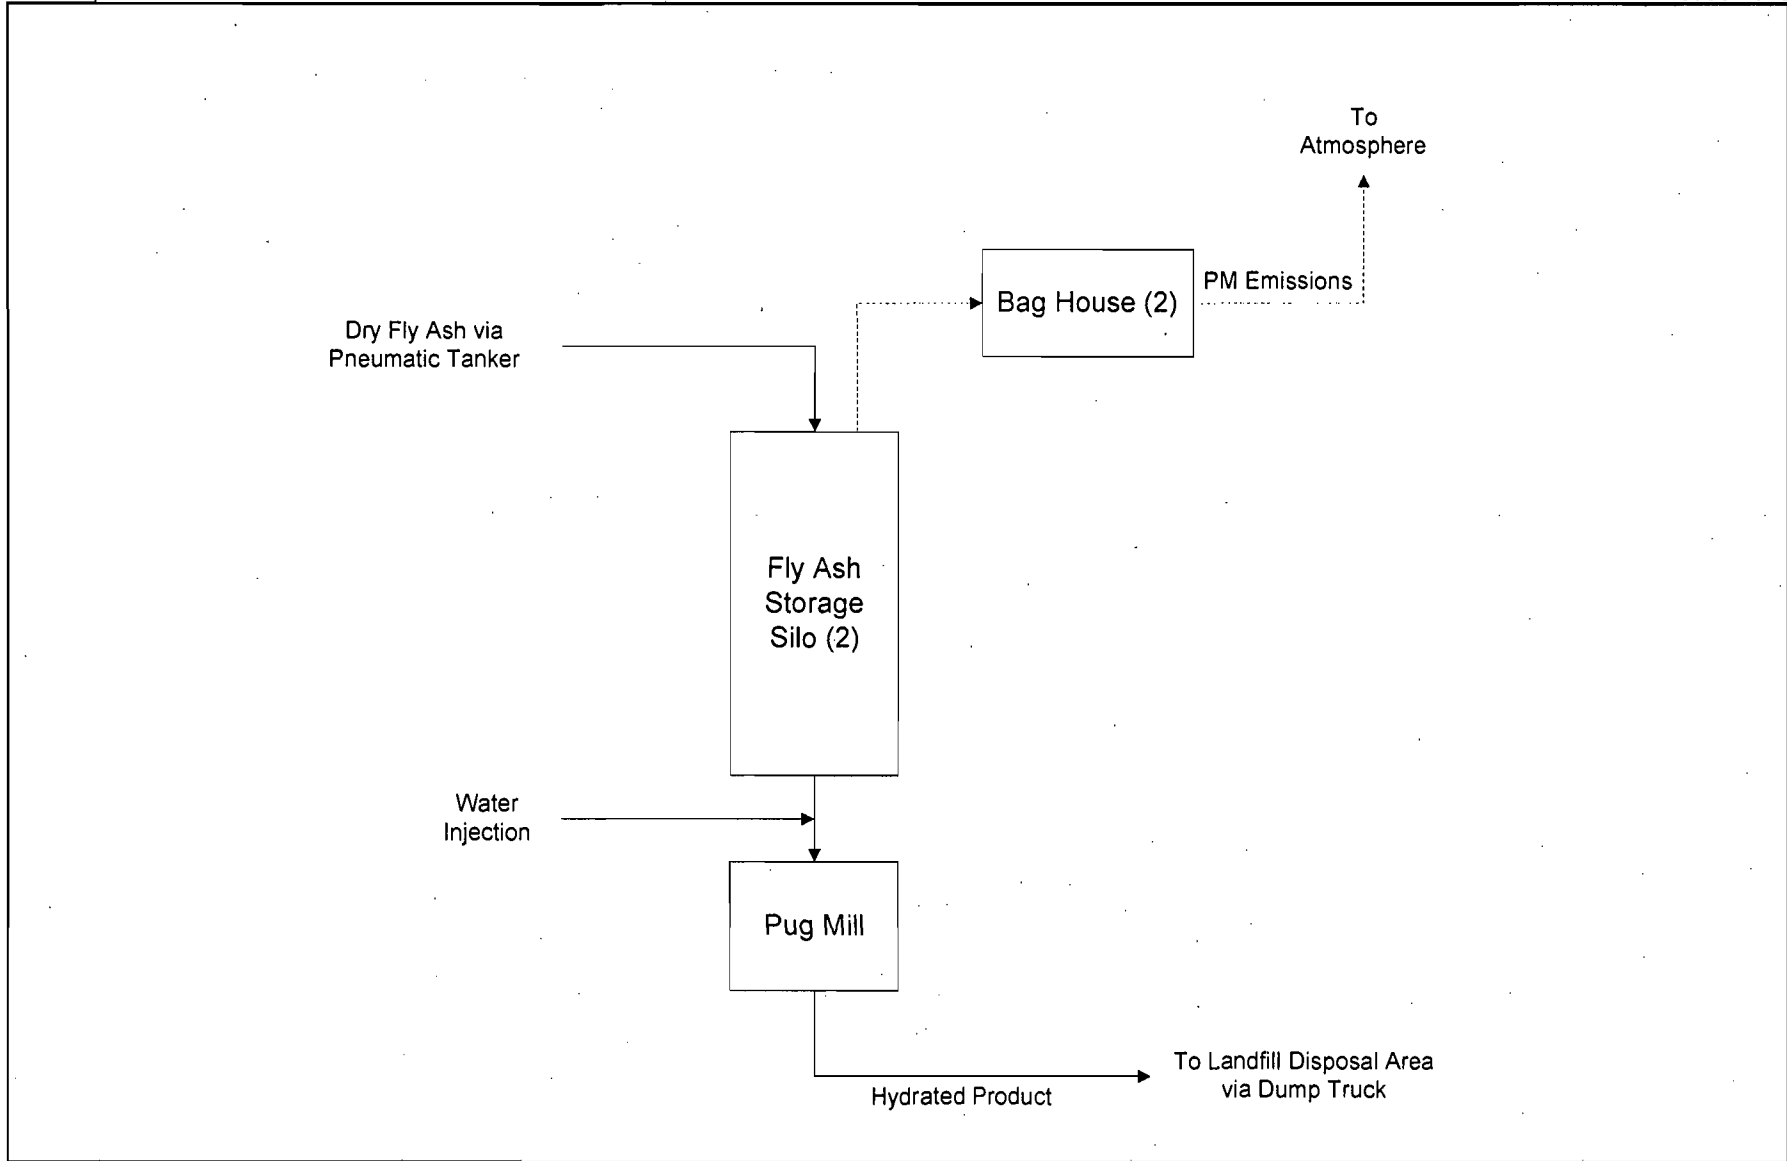 To
Atmosphere
PM Emissions
Bag House (2)
Dry Fly Ash via
Pneumatic Tanker
Fly Ash
Storage
Silo (2)
Water
Injection
Pug Mill
To Landfill Disposal Area
via Dump Truck
Hydrated Product